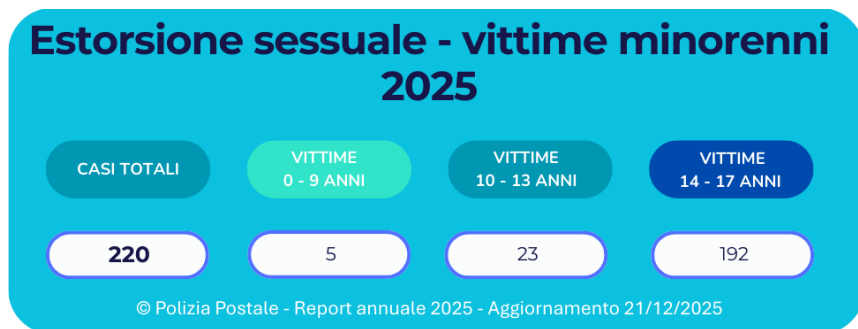 Estorsione sessuale - vittime minorenni
2025
CASI TOTALI
VITTIME
0 - 9 ANNI
VITTIME
10 - 13 ANNI
VITTIME
14 - 17 ANNI
220
5
23
192
© Polizia Postale - Report annuale 2025 - Aggiornamento 21/12/2025